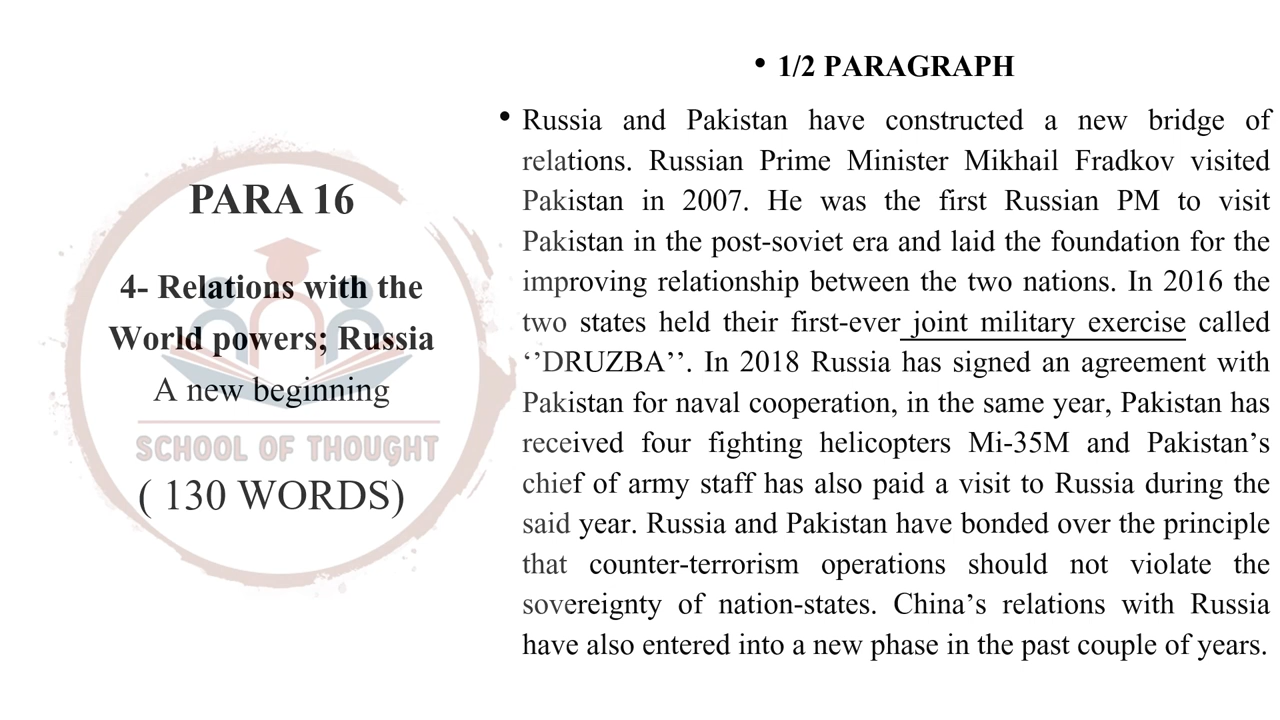 PARA 16
4- Relations with the
World powers; Russia
A new beginning
SCHOOL OF THOUGHT
( 130 WORDS)
• 1/2 PARAGRAPH
• Russia and Pakistan have constructed a new bridge of
relations. Russian Prime Minister Mikhail Fradkov visited
Pakistan in 2007. He was the first Russian PM to visit
Pakistan in the post-soviet era and laid the foundation for the
improving relationship between the two nations. In 2016 the
two states held their first-ever joint military exercise called
‘’DRUZBA’’. In 2018 Russia has signed an agreement with
Pakistan for naval cooperation, in the same year, Pakistan has
received four fighting helicopters Mi-35M and Pakistan’s
chief of army staff has also paid a visit to Russia during the
said year. Russia and Pakistan have bonded over the principle
that counter-terrorism operations should not violate the
sovereignty of nation-states. China’s relations with Russia
have also entered into a new phase in the past couple of years.